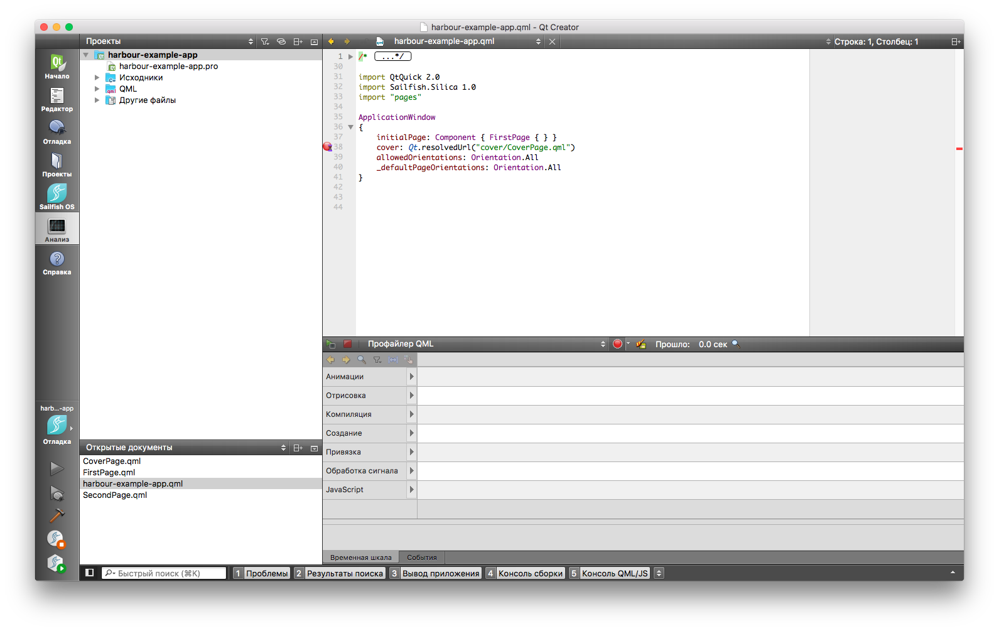 harbour-example-app.qml - Qt Creator
Проекты
harbour-example-app.qml
Строка: 1, Столбец: 1
Начало
Редактор
Отладка
Проекты
Sailfish OS
Анализ
Справка
harb...-app
Отладка
harbour-example-app
harbour-example-app.pro
Исходники
QML
Другие файлы
Открытые документы
CoverPage.qml
FirstPage.qml
harbour-example-app.qml
SecondPage.qml
1 /* ...*/
30
31 import QtQuick 2.0
32 import Sailfish.Silica 1.0
33 import "pages"
34
35 ApplicationWindow
36 {
37 initialPage: Component { FirstPage { } }
38 cover: Qt.resolvedUrl("cover/CoverPage.qml")
39 allowedOrientations: Orientation.All
40 _defaultPageOrientations: Orientation.All
41 }
42
43
44
Профайлер QML
Прошло: 0.0 сек
Анимации
Отрисовка
Компиляция
Создание
Привязка
Обработка сигнала
JavaScript
Временная шкала
События
Быстрый поиск (⌘K)
1 Проблемы
2 Результаты поиска
3 Вывод приложения
4 Консоль сборки
5 Консоль QML/JS